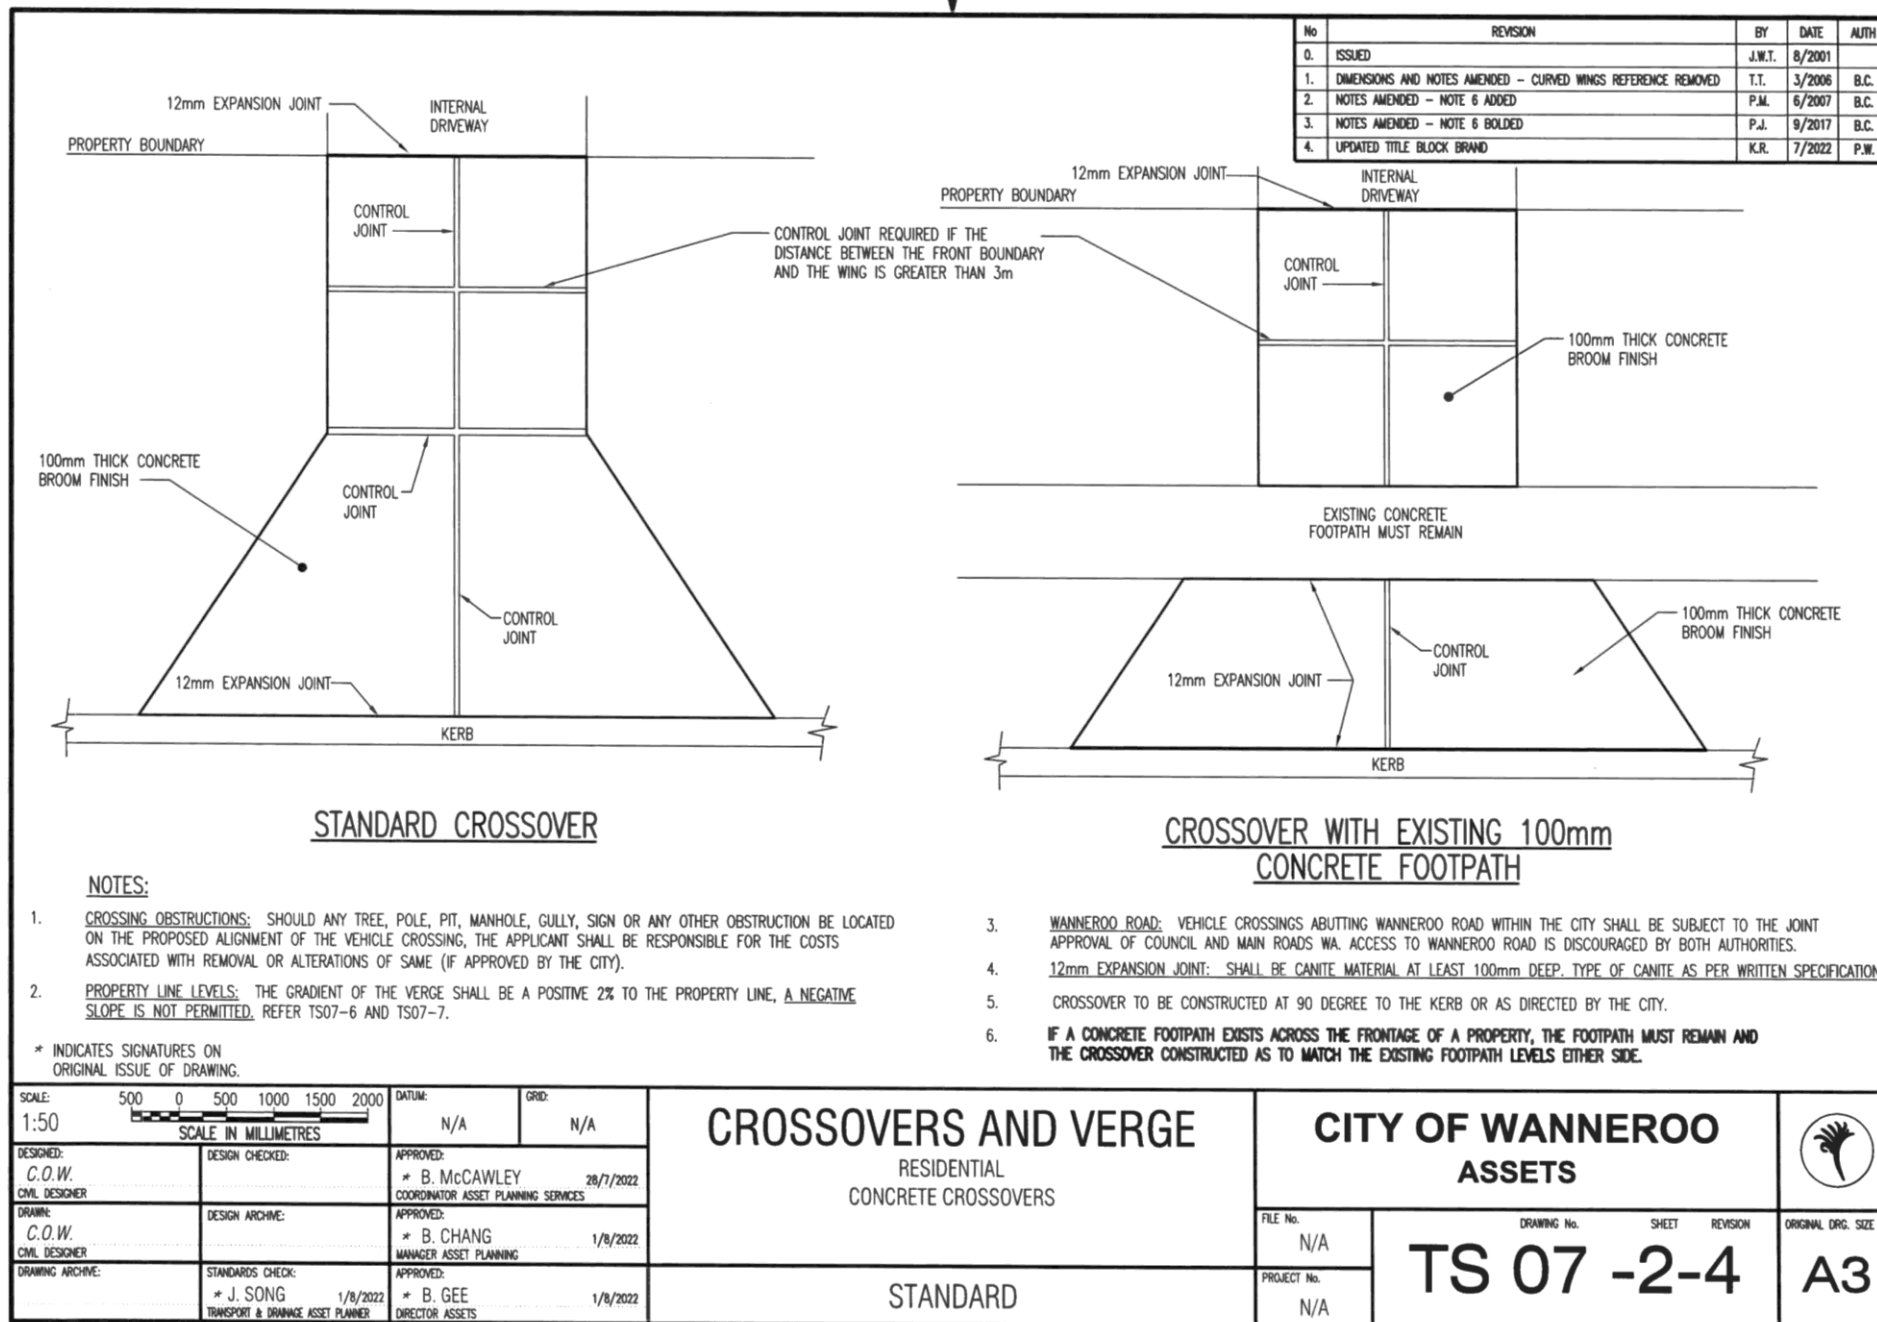 No REVISION BY DATE AUTH
0. ISSUED J.W.T. 8/2001
1. DIMENSIONS AND NOTES AMENDED – CURVED WINGS REFERENCE REMOVED T.T. 3/2006 B.C.
2. NOTES AMENDED – NOTE 6 ADDED P.M. 6/2007 B.C.
3. NOTES AMENDED – NOTE 6 BOLDED P.J. 9/2017 B.C.
4. UPDATED TITLE BLOCK BRAND K.R. 7/2022 P.W.
12mm EXPANSION JOINT
INTERNAL
DRIVEWAY
PROPERTY BOUNDARY
CONTROL
JOINT
CONTROL JOINT REQUIRED IF THE
DISTANCE BETWEEN THE FRONT BOUNDARY
AND THE WING IS GREATER THAN 3m
100mm THICK CONCRETE
BROOM FINISH
CONTROL
JOINT
CONTROL
JOINT
12mm EXPANSION JOINT
KERB
STANDARD CROSSOVER
12mm EXPANSION JOINT
INTERNAL
DRIVEWAY
PROPERTY BOUNDARY
CONTROL
JOINT
100mm THICK CONCRETE
BROOM FINISH
EXISTING CONCRETE
FOOTPATH MUST REMAIN
100mm THICK CONCRETE
BROOM FINISH
CONTROL
JOINT
12mm EXPANSION JOINT
KERB
CROSSOVER WITH EXISTING 100mm
CONCRETE FOOTPATH
NOTES:
1. CROSSING OBSTRUCTIONS: SHOULD ANY TREE, POLE, PIT, MANHOLE, GULLY, SIGN OR ANY OTHER OBSTRUCTION BE LOCATED
ON THE PROPOSED ALIGNMENT OF THE VEHICLE CROSSING, THE APPLICANT SHALL BE RESPONSIBLE FOR THE COSTS
ASSOCIATED WITH REMOVAL OR ALTERATIONS OF SAME (IF APPROVED BY THE CITY).
2. PROPERTY LINE LEVELS: THE GRADIENT OF THE VERGE SHALL BE A POSITIVE 2% TO THE PROPERTY LINE, A NEGATIVE
SLOPE IS NOT PERMITTED. REFER TS07-6 AND TS07-7.
* INDICATES SIGNATURES ON
ORIGINAL ISSUE OF DRAWING.
3. WANNEROO ROAD: VEHICLE CROSSINGS ABUTTING WANNEROO ROAD WITHIN THE CITY SHALL BE SUBJECT TO THE JOINT
APPROVAL OF COUNCIL AND MAIN ROADS WA. ACCESS TO WANNEROO ROAD IS DISCOURAGED BY BOTH AUTHORITIES.
4. 12mm EXPANSION JOINT: SHALL BE CANITE MATERIAL AT LEAST 100mm DEEP. TYPE OF CANITE AS PER WRITTEN SPECIFICATION
5. CROSSOVER TO BE CONSTRUCTED AT 90 DEGREE TO THE KERB OR AS DIRECTED BY THE CITY.
6. IF A CONCRETE FOOTPATH EXISTS ACROSS THE FRONTAGE OF A PROPERTY, THE FOOTPATH MUST REMAIN AND
THE CROSSOVER CONSTRUCTED AS TO MATCH THE EXISTING FOOTPATH LEVELS EITHER SIDE.
SCALE:
1:50
500 0 500 1000 1500 2000
SCALE IN MILLIMETRES
DATUM:
N/A
GRID:
N/A
DESIGNED:
C.O.W.
CIVIL DESIGNER
DESIGN CHECKED:
APPROVED:
* B. McCAWLEY 28/7/2022
COORDINATOR ASSET PLANNING SERVICES
DRAWN:
C.O.W.
CIVIL DESIGNER
DESIGN ARCHIVE:
APPROVED:
* B. CHANG 1/8/2022
MANAGER ASSET PLANNING
DRAWING ARCHIVE:
STANDARDS CHECK:
* J. SONG 1/8/2022
TRANSPORT & DRAINAGE ASSET PLANNER
APPROVED:
* B. GEE 1/8/2022
DIRECTOR ASSETS
CROSSOVERS AND VERGE
RESIDENTIAL
CONCRETE CROSSOVERS
STANDARD
CITY OF WANNEROO
ASSETS
FILE No.
N/A
PROJECT No.
N/A
DRAWING No. SHEET REVISION
TS 07 -2-4
ORIGINAL DRG. SIZE
A3